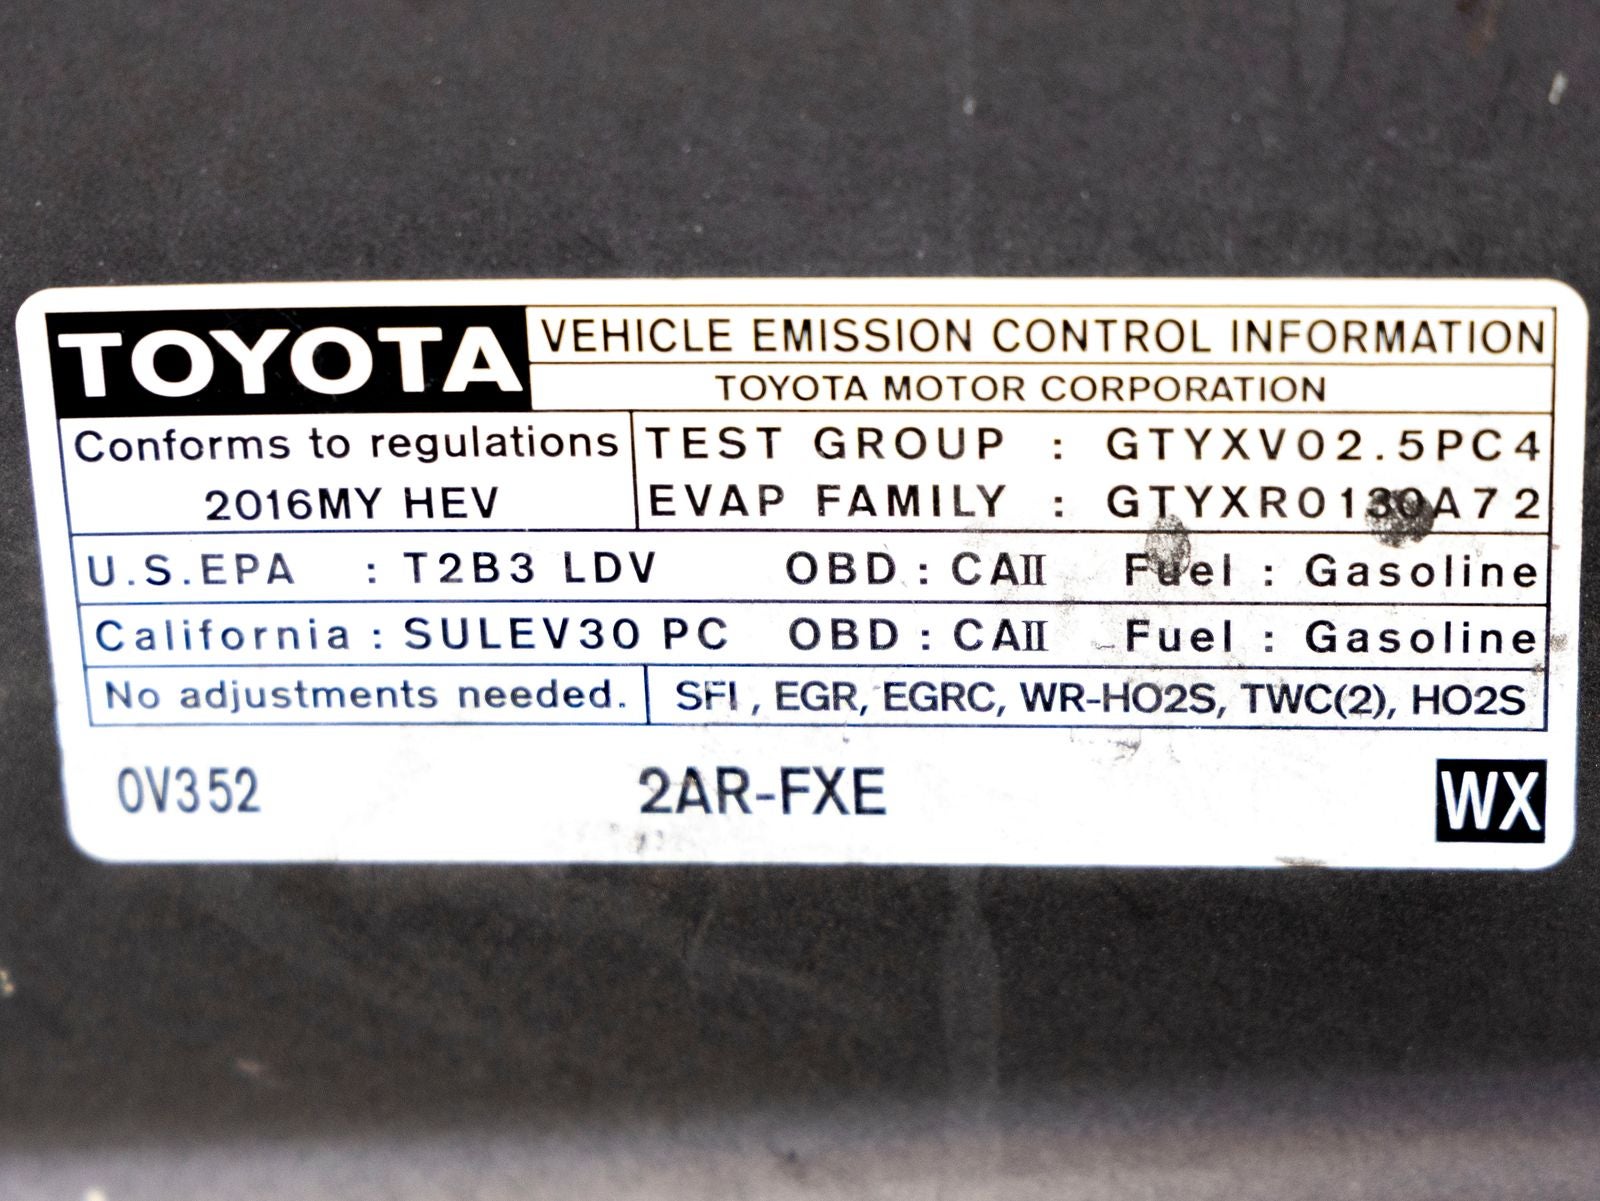 TOYOTA VEHICLE EMISSION CONTROL INFORMATION
TOYOTA MOTOR CORPORATION
Conforms to regulations TEST GROUP : GTYXV02.5PC4
2016MY HEV EVAP FAMILY : GTYXR0130A72
U.S.EPA : T2B3 LDV OBD : CAII Fuel : Gasoline
California : SULEV30 PC OBD : CAII Fuel : Gasoline
No adjustments needed. SFI , EGR, EGRC, WR-HO2S, TWC(2), HO2S
0V352 2AR-FXE WX